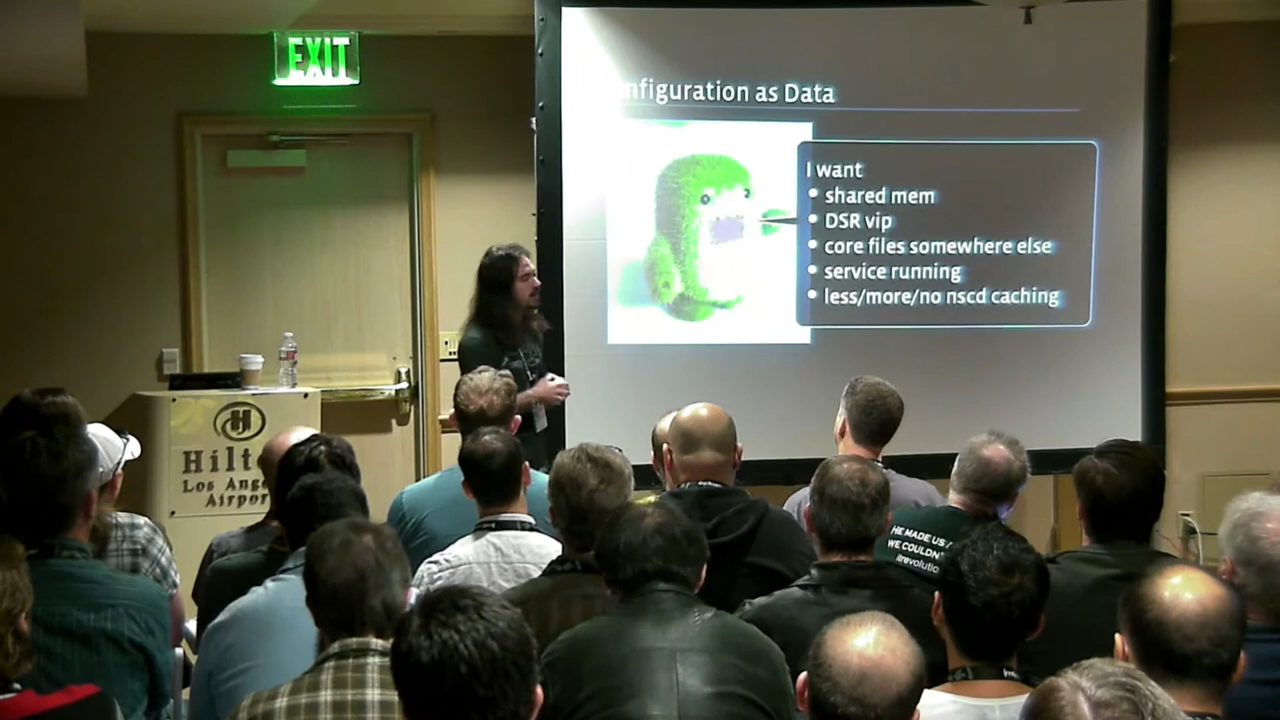 EXIT
nfiguration as Data
I want
• shared mem
• DSR vip
• core files somewhere else
• service running
• less/more/no nscd caching
H
Hilt
Los Ange
Airpor
HE MADE US
WE COULDN'